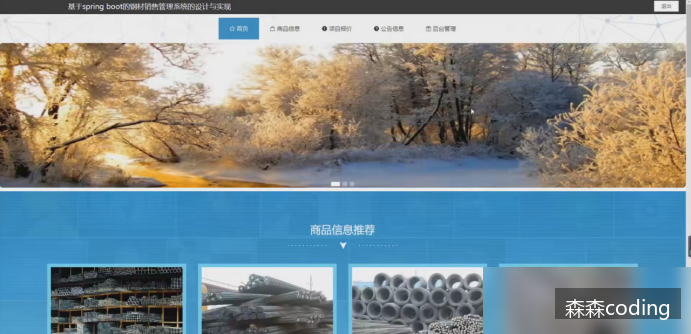 基于spring boot的钢材销售管理系统的设计与实现
退出
首页
商品信息
项目报价
公告信息
后台管理
商品信息推荐
森森coding